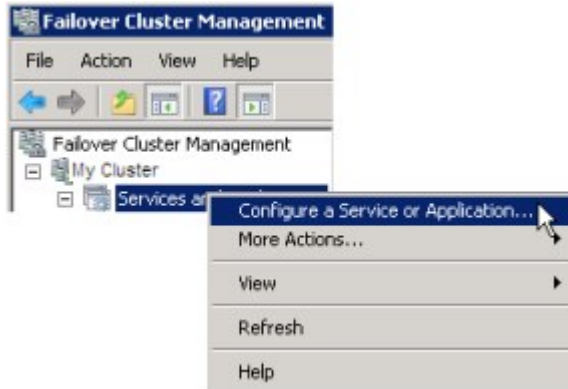 Failover Cluster Management
File Action View Help
Failover Cluster Management
My Cluster
Services a
Configure a Service or Application...
More Actions...
View
Refresh
Help